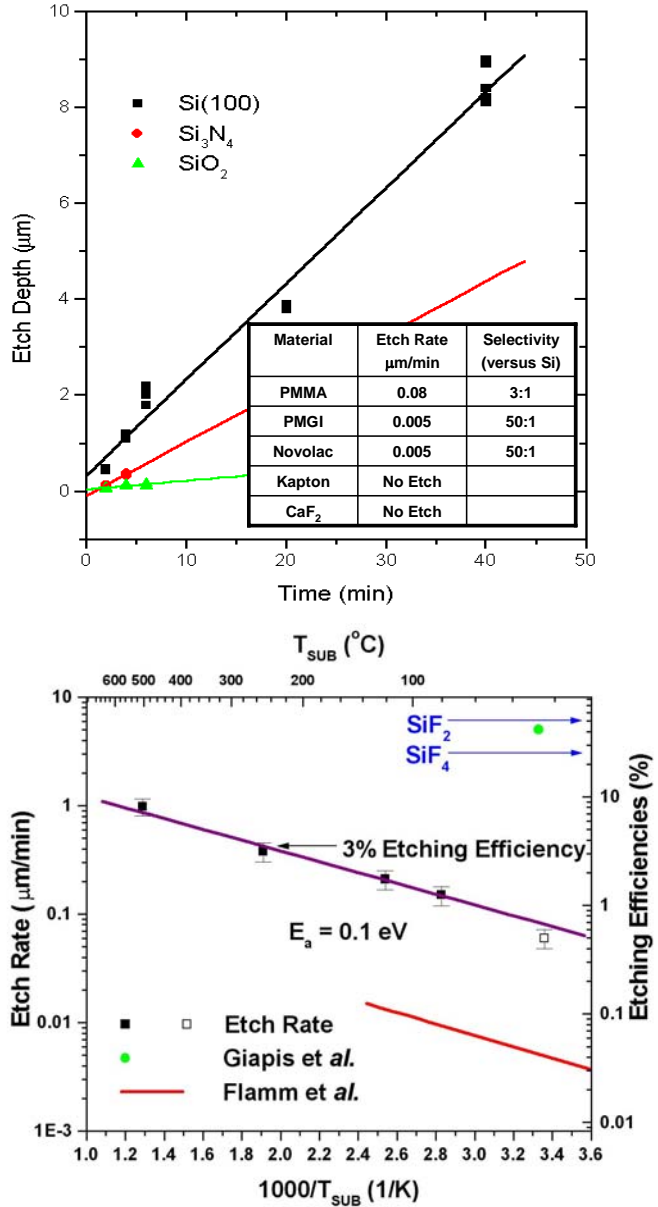 10
8
6
4
2
0
Etch Depth (μm)
Si(100)
Si₃N₄
SiO₂
Material Etch Rate μm/min Selectivity (versus Si)
PMMA 0.08 3:1
PMGI 0.005 50:1
Novolac 0.005 50:1
Kapton No Etch
CaF₂ No Etch
0 10 20 30 40 50
Time (min)
T_SUB (°C)
600 500 400 300 200 100
10
1
0.1
0.01
1E-3
Etch Rate (μm/min)
SiF₂
SiF₄
3% Etching Efficiency
E_a = 0.1 eV
Etch Rate
Giapis et al.
Flamm et al.
10
1
0.1
0.01
Etching Efficiencies (%)
1.0 1.2 1.4 1.6 1.8 2.0 2.2 2.4 2.6 2.8 3.0 3.2 3.4 3.6
1000/T_SUB (1/K)